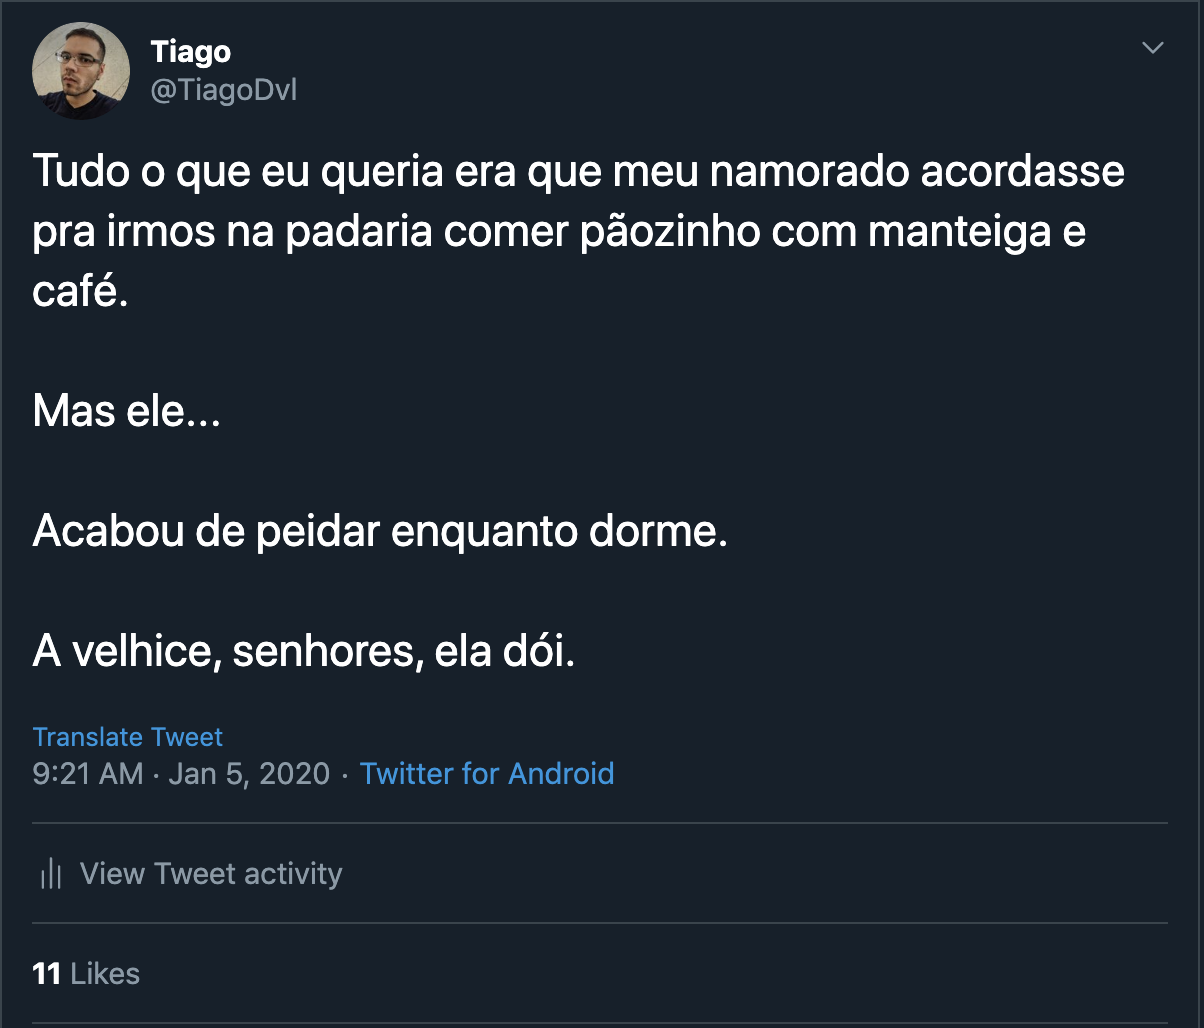 Tiago
@TiagoDvl
Tudo o que eu queria era que meu namorado acordasse
pra irmos na padaria comer pãozinho com manteiga e
café.
Mas ele...
Acabou de peidar enquanto dorme.
A velhice, senhores, ela dói.
Translate Tweet
9:21 AM · Jan 5, 2020 · Twitter for Android
View Tweet activity
11 Likes